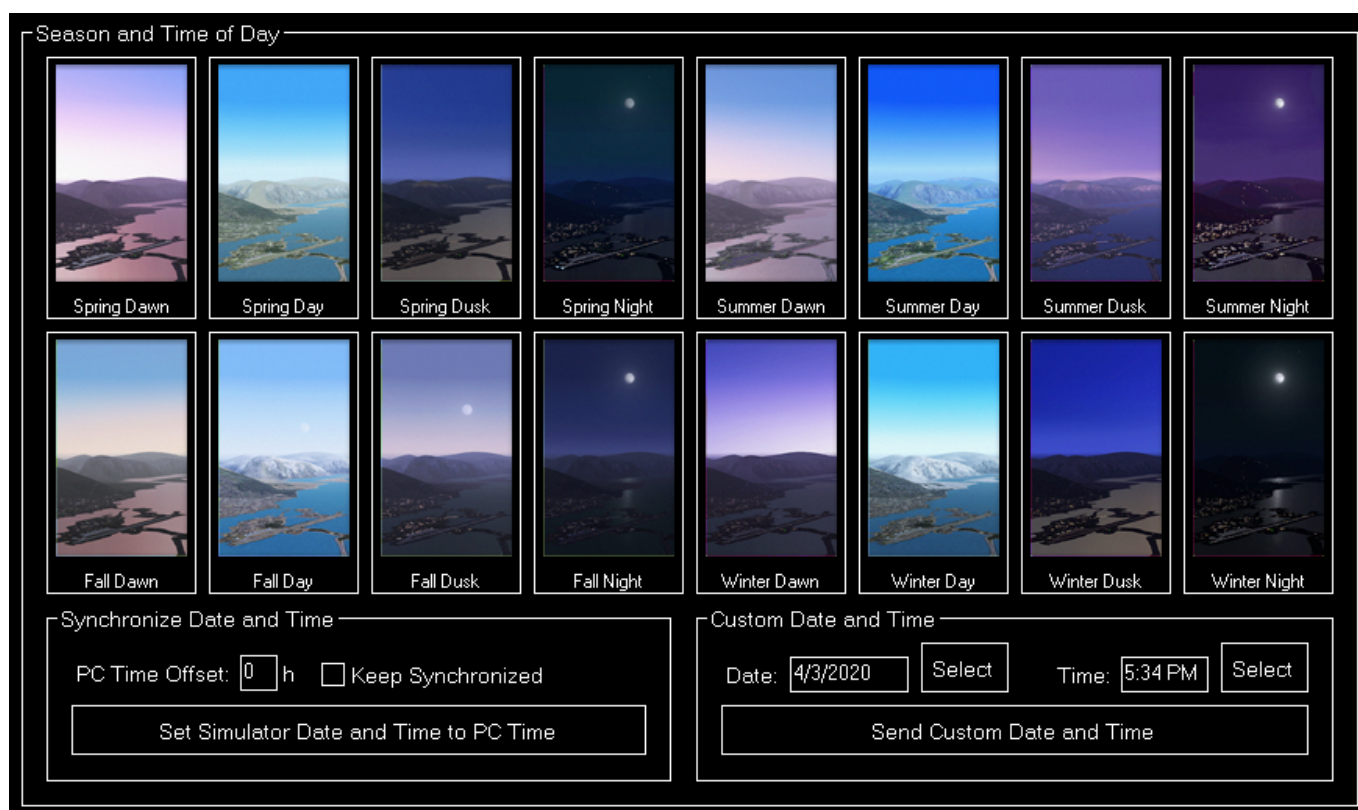 Season and Time of Day
Spring Dawn
Spring Day
Spring Dusk
Spring Night
Summer Dawn
Summer Day
Summer Dusk
Summer Night
Fall Dawn
Fall Day
Fall Dusk
Fall Night
Winter Dawn
Winter Day
Winter Dusk
Winter Night
Synchronize Date and Time
PC Time Offset: 0 h Keep Synchronized
Set Simulator Date and Time to PC Time
Custom Date and Time
Date: 4/3/2020 Select Time: 5:34 PM Select
Send Custom Date and Time